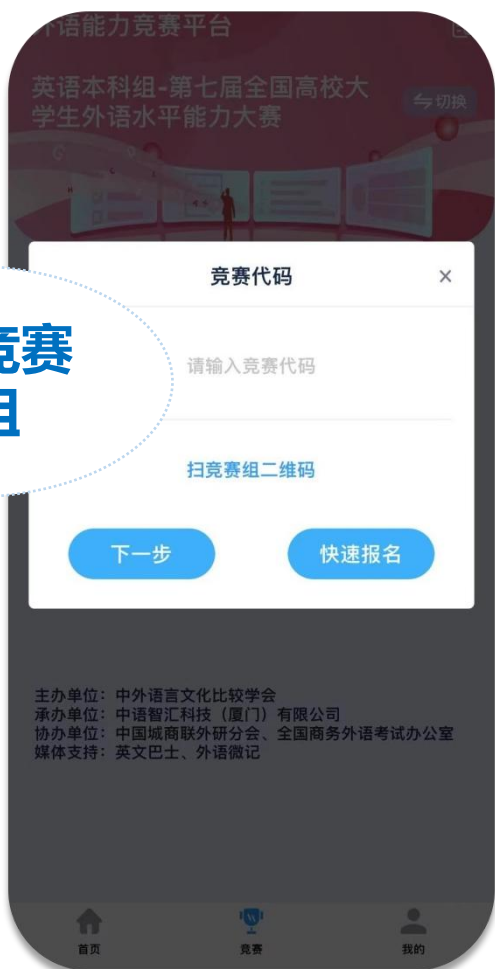 外语能力竞赛平台
英语本科组-第七届全国高校大
学生外语水平能力大赛
切换
竞赛代码
×
竞赛
组
请输入竞赛代码
扫竞赛组二维码
下一步
快速报名
主办单位：中外语言文化比较学会
承办单位：中语智汇科技（厦门）有限公司
协办单位：中国城商联外研分会、全国商务外语考试办公室
媒体支持：英文巴士、外语微记
首页
竞赛
我的